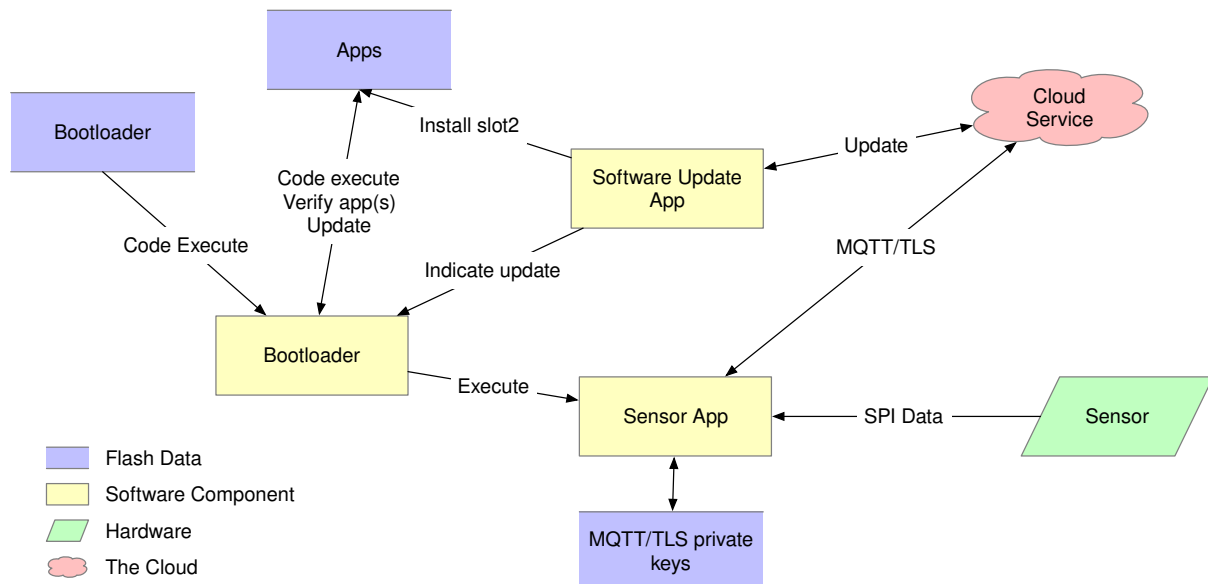 Apps
Bootloader
Install slot2
Cloud
Service
Update
Code execute
Verify app(s)
Update
Software Update
App
Code Execute
Indicate update
MQTT/TLS
Bootloader
Execute
Sensor App
SPI Data
Sensor
Flash Data
Software Component
Hardware
The Cloud
MQTT/TLS private
keys